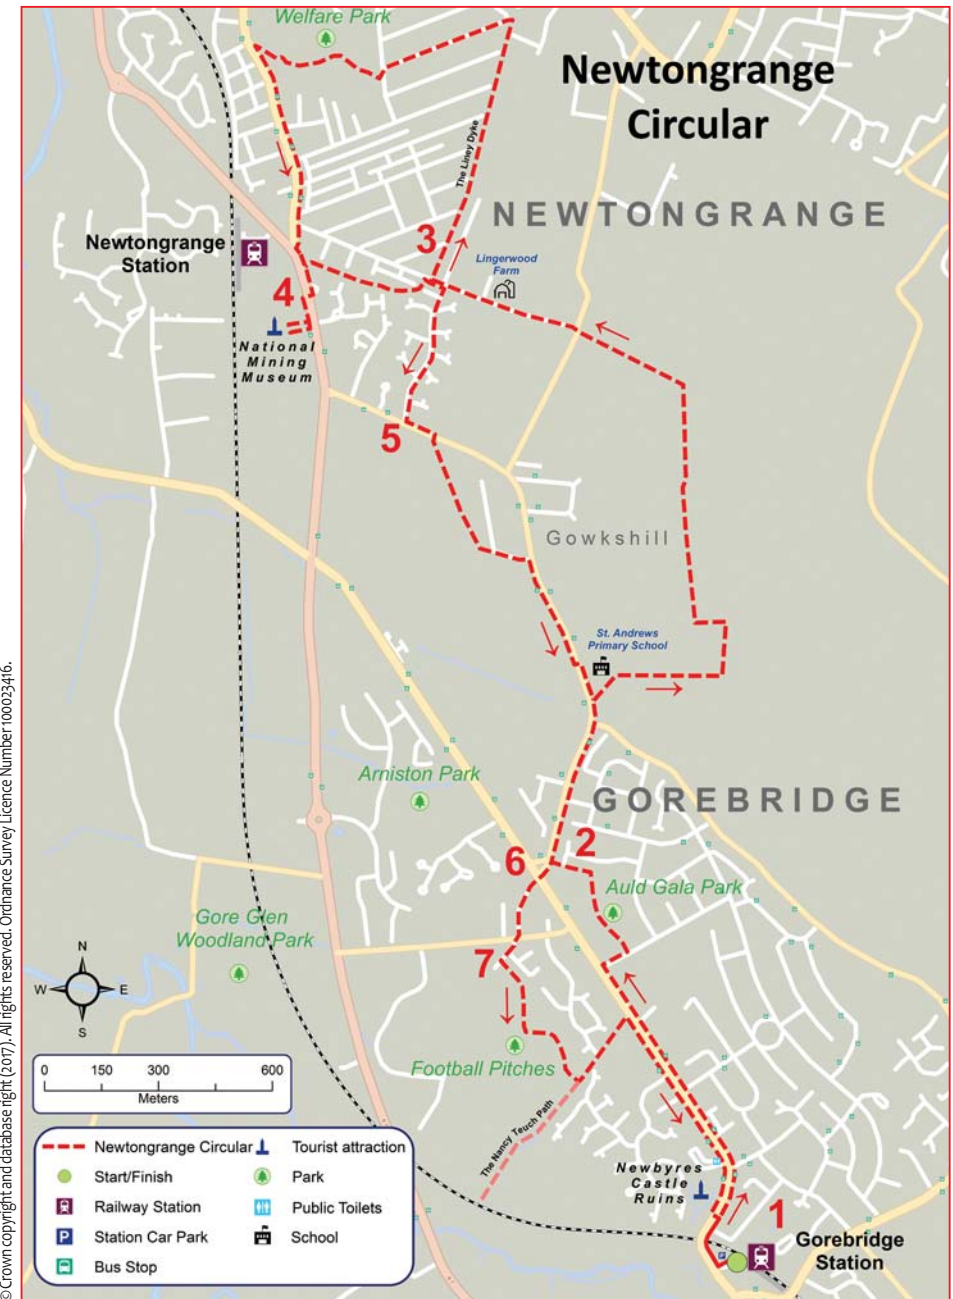 Welfare Park
Newtongrange
Circular
The Liney Dyke
NEWTONGRANGE
Newtongrange
Station
3
Lingerwood
Farm
4
National
Mining
Museum
5
Gowkshill
St. Andrews
Primary School
Arniston Park
GOREBRIDGE
6
2
Auld Gala Park
Gore Glen
Woodland Park
7
N
W
E
S
Football Pitches
0 150 300 600
Meters
The Nancy Teuch Path
Newtongrange Circular
Start/Finish
Railway Station
P Station Car Park
Bus Stop
Tourist attraction
Park
Public Toilets
School
Newbyres
Castle
Ruins
1
P
Gorebridge
Station
© Crown copyright and database right (2017). All rights reserved. Ordnance Survey Licence Number 100023416.